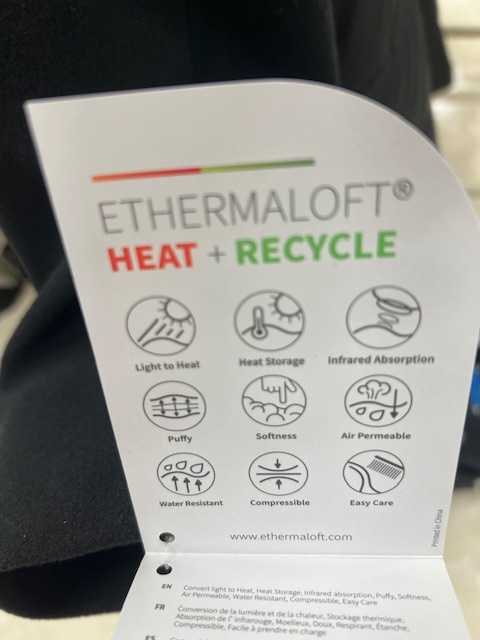 ETHERMALOFT®
HEAT + RECYCLE
Light to Heat
Heat Storage
Infrared Absorption
Puffy
Softness
Air Permeable
Water Resistant
Compressible
Easy Care
www.ethermaloft.com
Printed in China
EN Convert light to Heat, Heat Storage, Infrared absorption, Puffy, Softness,
Air Permeable, Water Resistant, Compressible, Easy Care
FR Conversion de la lumière et de la chaleur, Stockage thermique,
Absorption de l' infrarouge, Moelleux, Doux, Respirant, Étanche,
Compressible, Facile à prendre en charge
ES